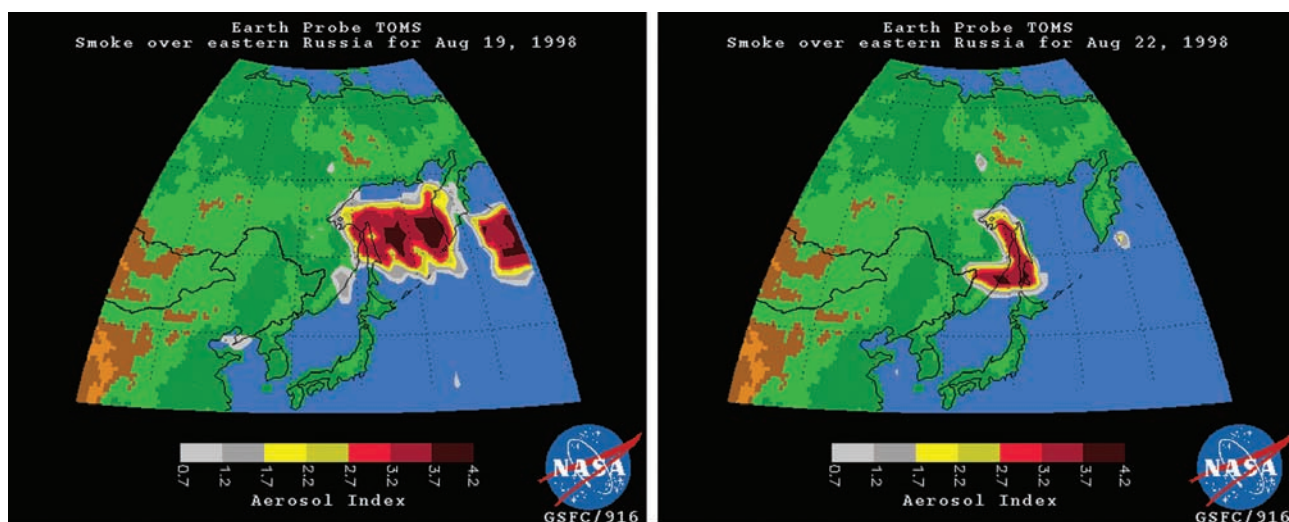 Earth Probe TOMS
Smoke over eastern Russia for Aug 19, 1998
0.7 1.2 1.7 2.2 2.7 3.2 3.7 4.2
Aerosol Index
NASA
GSFC/916
Earth Probe TOMS
Smoke over eastern Russia for Aug 22, 1998
0.7 1.2 1.7 2.2 2.7 3.2 3.7 4.2
Aerosol Index
NASA
GSFC/916